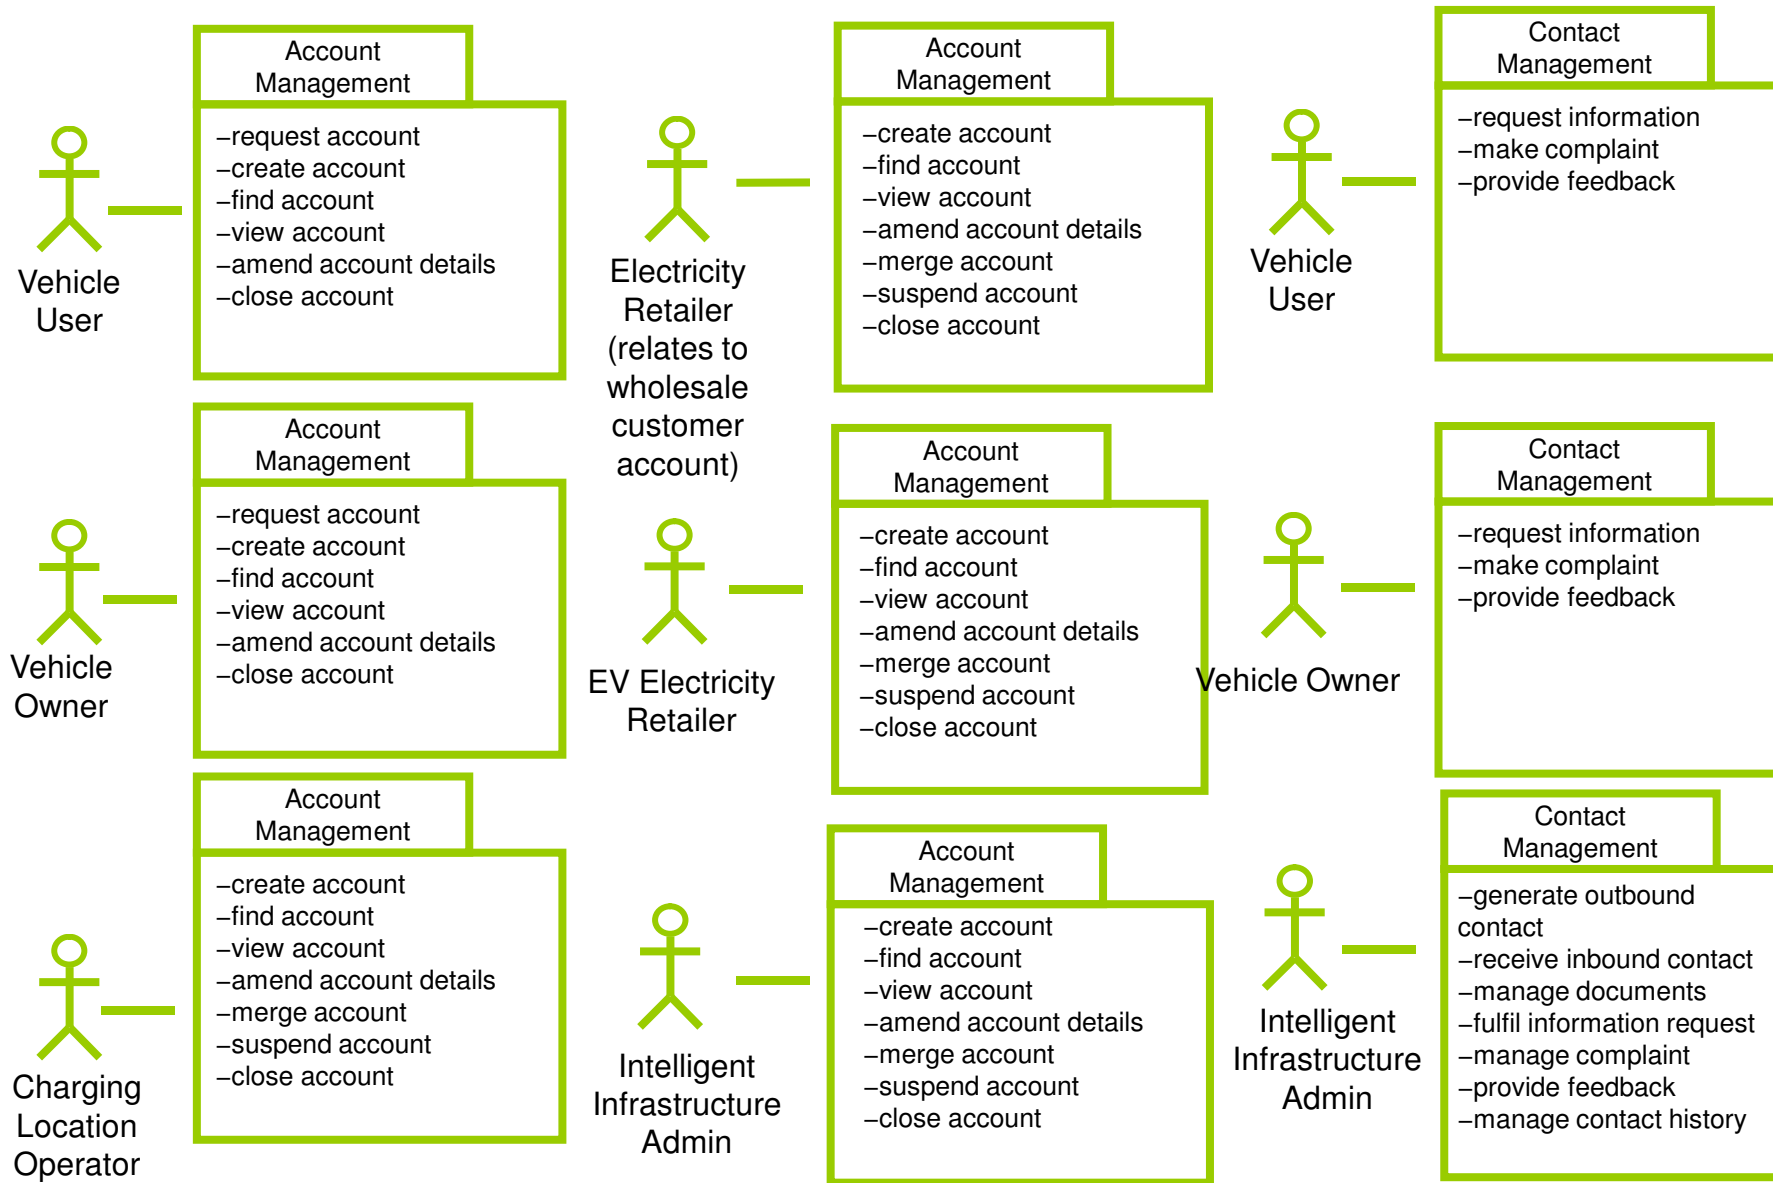 Account
Management
–request account
–create account
–find account
–view account
–amend account details
–close account
Vehicle
User
Account
Management
–create account
–find account
–view account
–amend account details
–merge account
–suspend account
–close account
Electricity
Retailer
(relates to
wholesale
customer
account)
Contact
Management
–request information
–make complaint
–provide feedback
Vehicle
User
Account
Management
–request account
–create account
–find account
–view account
–amend account details
–close account
Vehicle
Owner
Account
Management
–create account
–find account
–view account
–amend account details
–merge account
–suspend account
–close account
EV Electricity
Retailer
Contact
Management
–request information
–make complaint
–provide feedback
Vehicle Owner
Account
Management
–create account
–find account
–view account
–amend account details
–merge account
–suspend account
–close account
Charging
Location
Operator
Account
Management
–create account
–find account
–view account
–amend account details
–merge account
–suspend account
–close account
Intelligent
Infrastructure
Admin
Contact
Management
–generate outbound
contact
–receive inbound contact
–manage documents
–fulfil information request
–manage complaint
–provide feedback
–manage contact history
Intelligent
Infrastructure
Admin